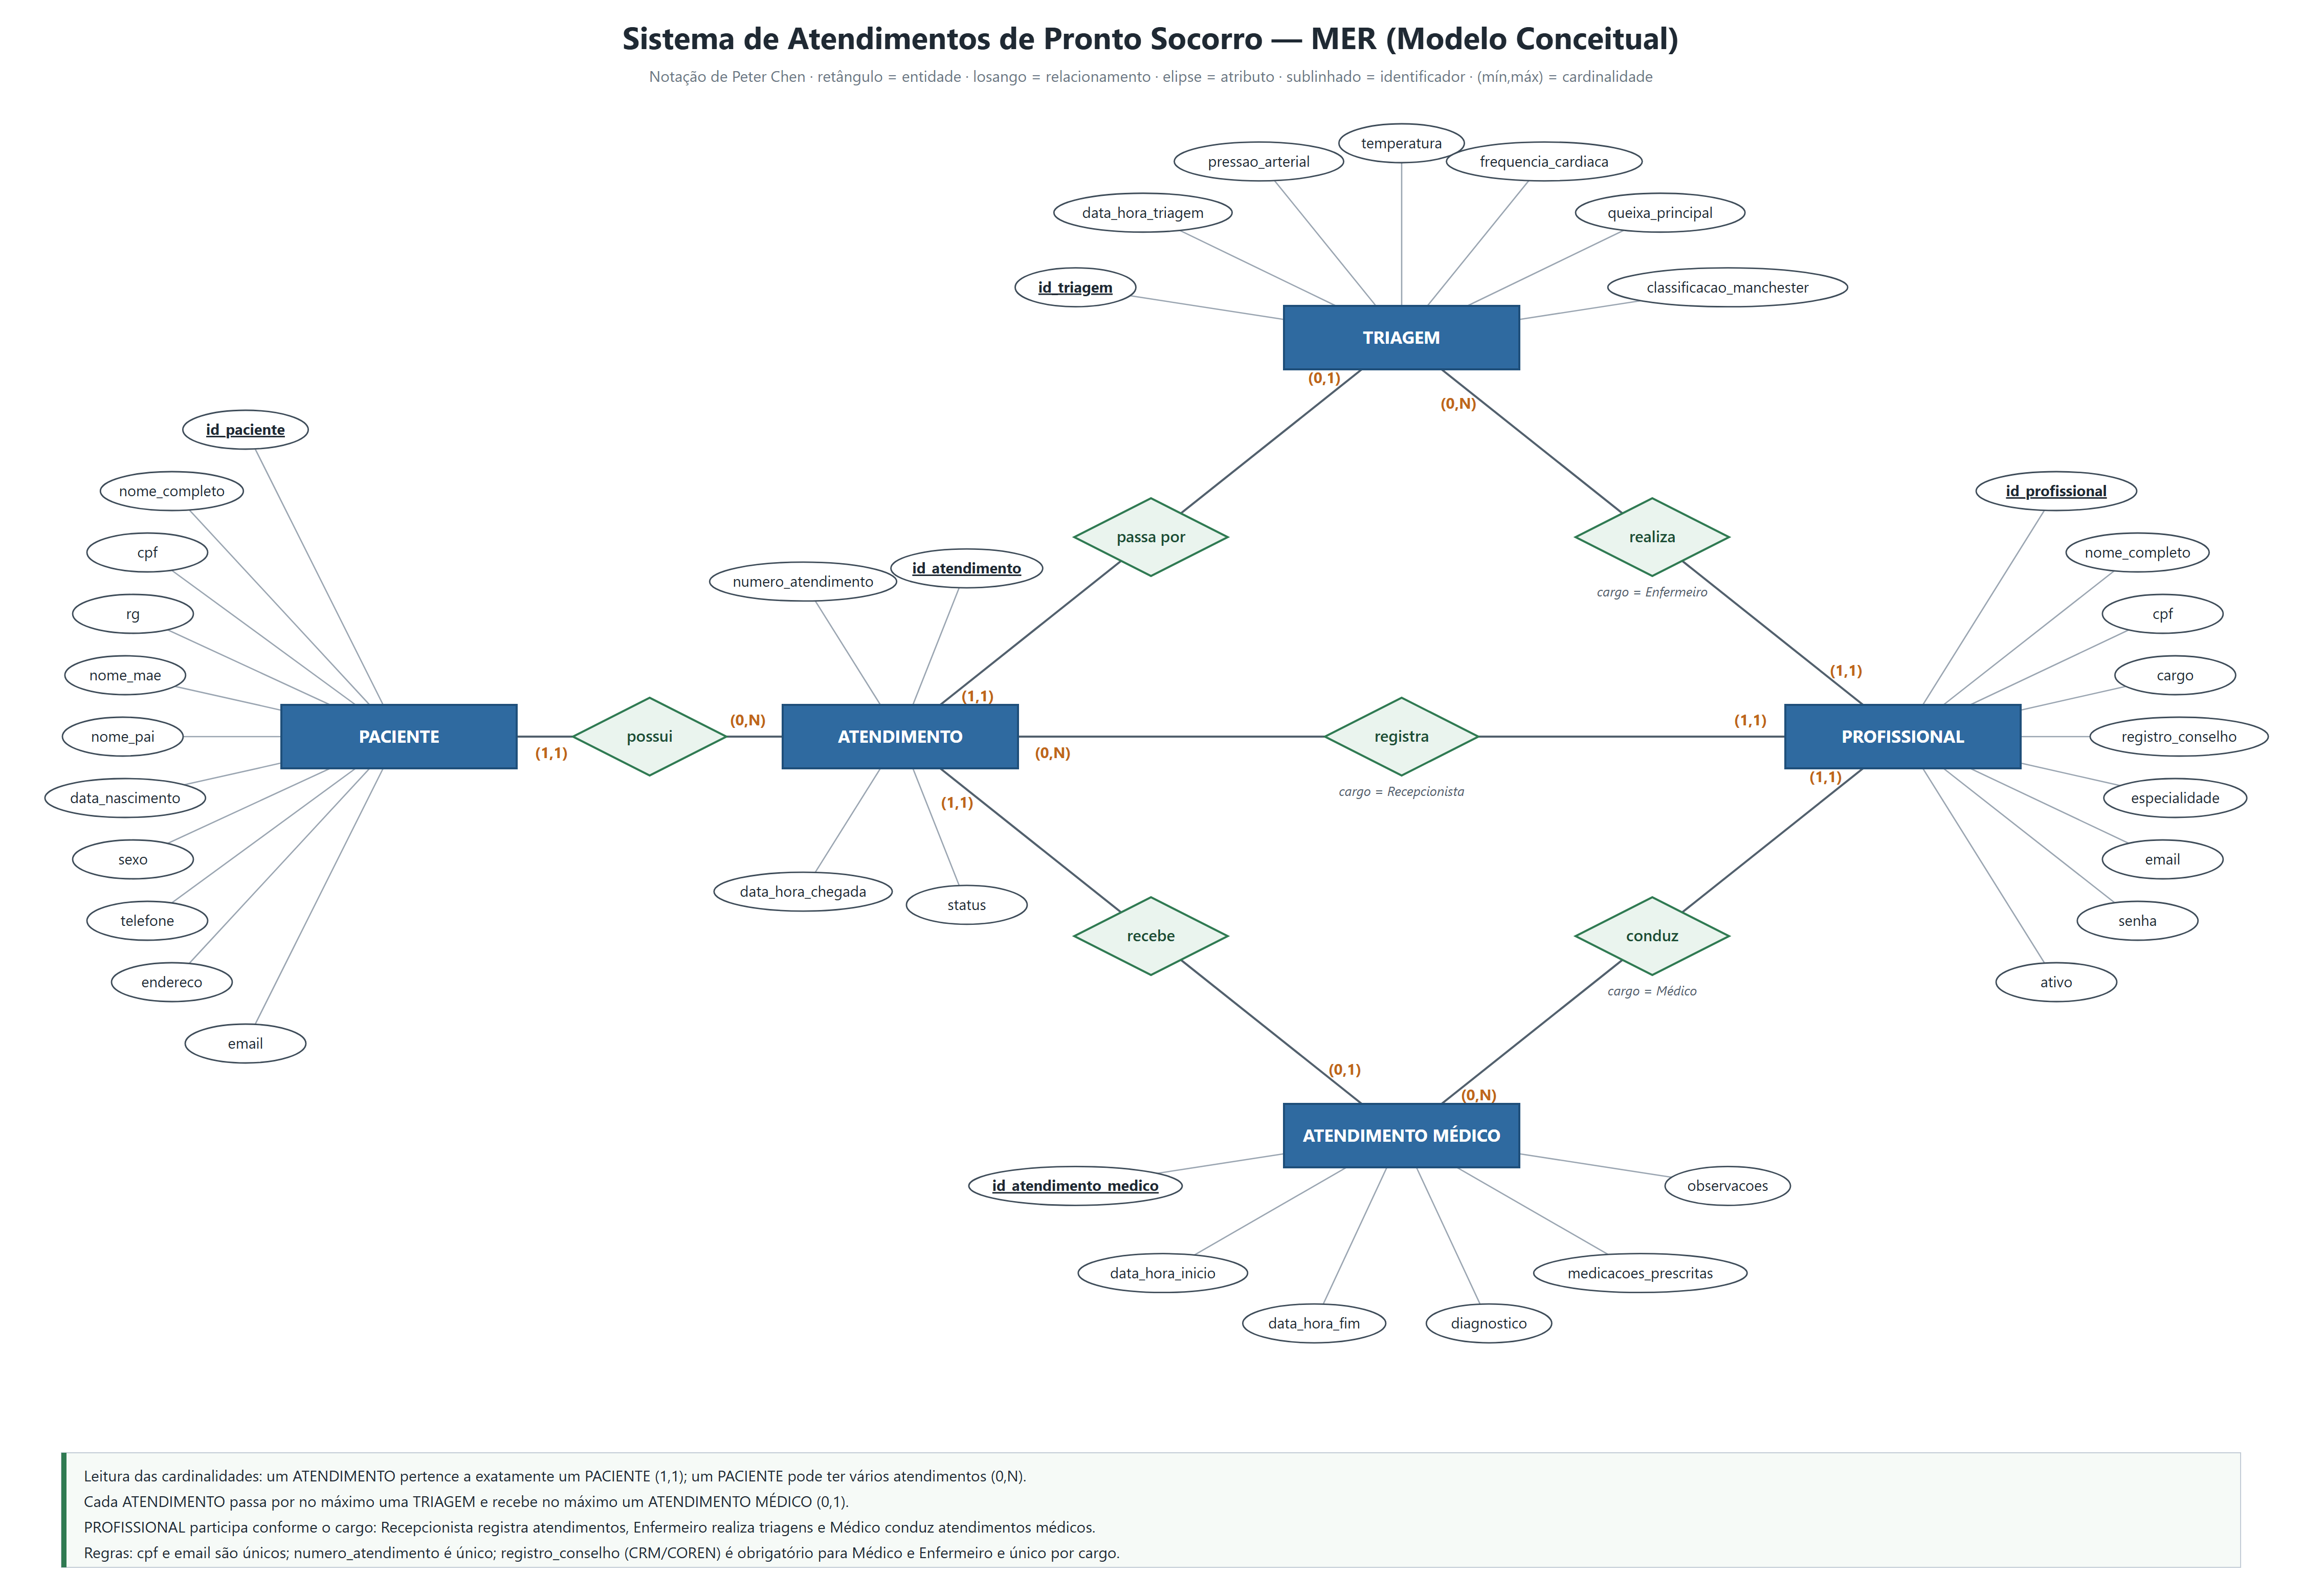 Sistema de Atendimentos de Pronto Socorro — MER (Modelo Conceitual)
Notação de Peter Chen · retângulo = entidade · losango = relacionamento · elipse = atributo · sublinhado = identificador · (mín,máx) = cardinalidade
temperatura
pressao_arterial
frequencia_cardiaca
data_hora_triagem
queixa_principal
id_triagem
classificacao_manchester
TRIAGEM
(0,1)
(0,N)
id_paciente
nome_completo
id_profissional
passa por
realiza
cpf
nome_completo
id_atendimento
numero_atendimento
cargo = Enfermeiro
rg
cpf
nome_mae
(1,1)
cargo
(1,1)
(0,N)
(1,1)
nome_pai
PACIENTE
possui
ATENDIMENTO
registra
PROFISSIONAL
registro_conselho
(1,1)
(0,N)
(1,1)
cargo = Recepcionista
data_nascimento
(1,1)
especialidade
sexo
email
data_hora_chegada
status
telefone
senha
recebe
conduz
endereco
cargo = Médico
ativo
email
(0,1)
(0,N)
ATENDIMENTO MÉDICO
id_atendimento_medico
observacoes
data_hora_inicio
medicacoes_prescritas
data_hora_fim
diagnostico
Leitura das cardinalidades: um ATENDIMENTO pertence a exatamente um PACIENTE (1,1); um PACIENTE pode ter vários atendimentos (0,N).
Cada ATENDIMENTO passa por no máximo uma TRIAGEM e recebe no máximo um ATENDIMENTO MÉDICO (0,1).
PROFISSIONAL participa conforme o cargo: Recepcionista registra atendimentos, Enfermeiro realiza triagens e Médico conduz atendimentos médicos.
Regras: cpf e email são únicos; numero_atendimento é único; registro_conselho (CRM/COREN) é obrigatório para Médico e Enfermeiro e único por cargo.